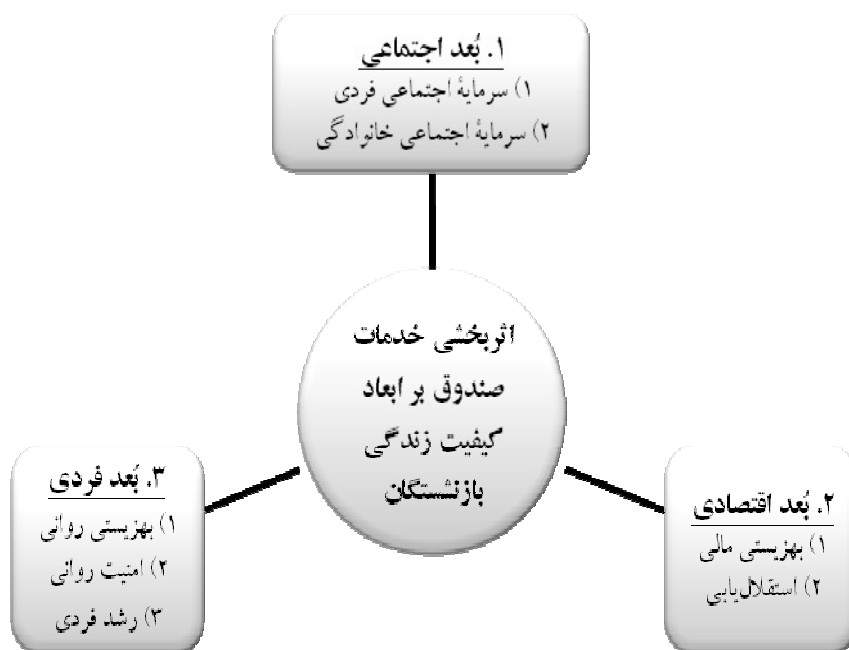 ۱. بُعد اجتماعی
۱) سرمایهٔ اجتماعی فردی
۲) سرمایهٔ اجتماعی خانوادگی
اثربخشی خدمات
صندوق بر ابعاد
کیفیت زندگی
بازنشستگان
۲. بُعد اقتصادی
۱) بهزیستی مالی
۲) استقلال‌یابی
۳. بُعد فردی
۱) بهزیستی روانی
۲) امنیت روانی
۳) رشد فردی